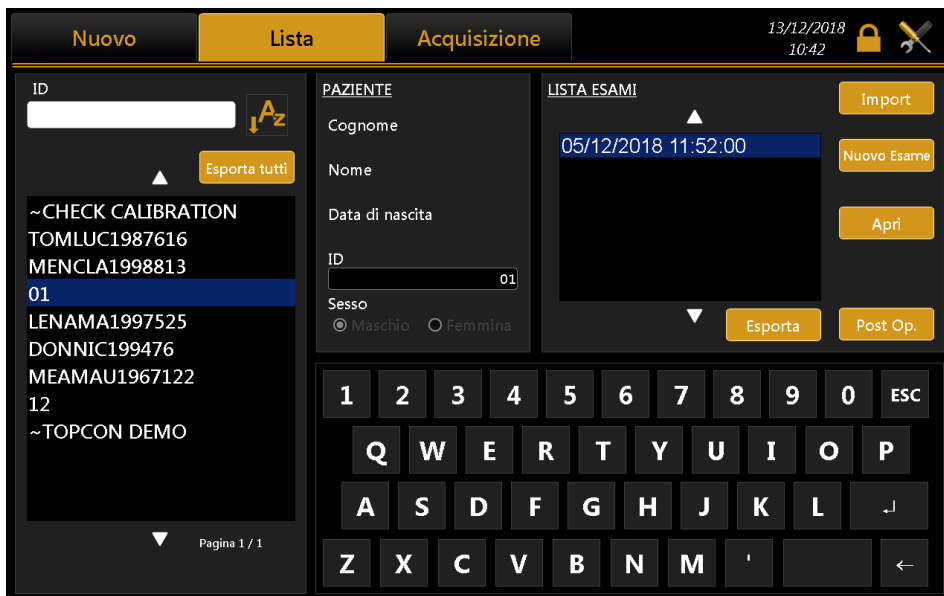 Nuovo
Lista
Acquisizione
13/12/2018
10:42
ID
AZ
Esporta tutti
~CHECK CALIBRATION
TOMLUC1987616
MENCLA1998813
01
LENAMA1997525
DONNIC199476
MEAMAU1967122
12
~TOPCON DEMO
Pagina 1 / 1
PAZIENTE
Cognome
Nome
Data di nascita
ID
01
Sesso
Maschio Femmina
LISTA ESAMI
05/12/2018 11:52:00
Import
Nuovo Esame
Apri
Esporta
Post Op.
1 2 3 4 5 6 7 8 9 0 ESC
Q W E R T Y U I O P
A S D F G H J K L
Z X C V B N M '